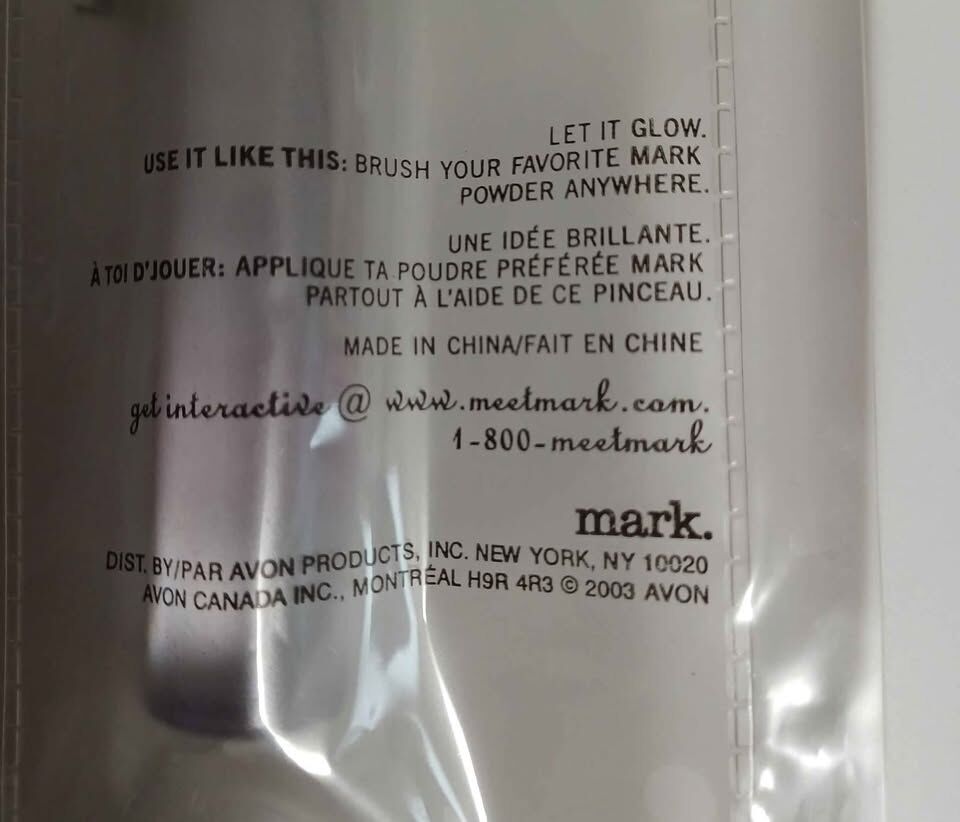 LET IT GLOW.
USE IT LIKE THIS: BRUSH YOUR FAVORITE MARK
POWDER ANYWHERE.
UNE IDÉE BRILLANTE.
À TOI D'JOUER: APPLIQUE TA POUDRE PRÉFÉRÉE MARK
PARTOUT À L'AIDE DE CE PINCEAU.
MADE IN CHINA/FAIT EN CHINE
get interactive @ www.meetmark.com.
1-800-meetmark
mark.
DIST. BY/PAR AVON PRODUCTS, INC. NEW YORK, NY 10020
AVON CANADA INC., MONTRÉAL H9R 4R3 © 2003 AVON